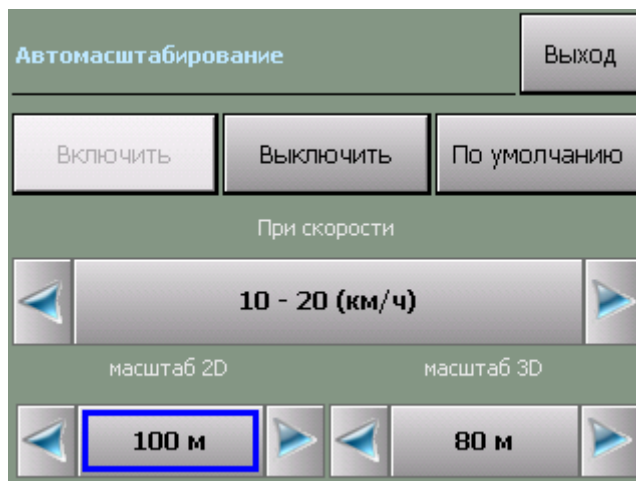 Автомасштабирование Выход
Включить Выключить По умолчанию
При скорости
10 - 20 (км/ч)
масштаб 2D масштаб 3D
100 м 80 м